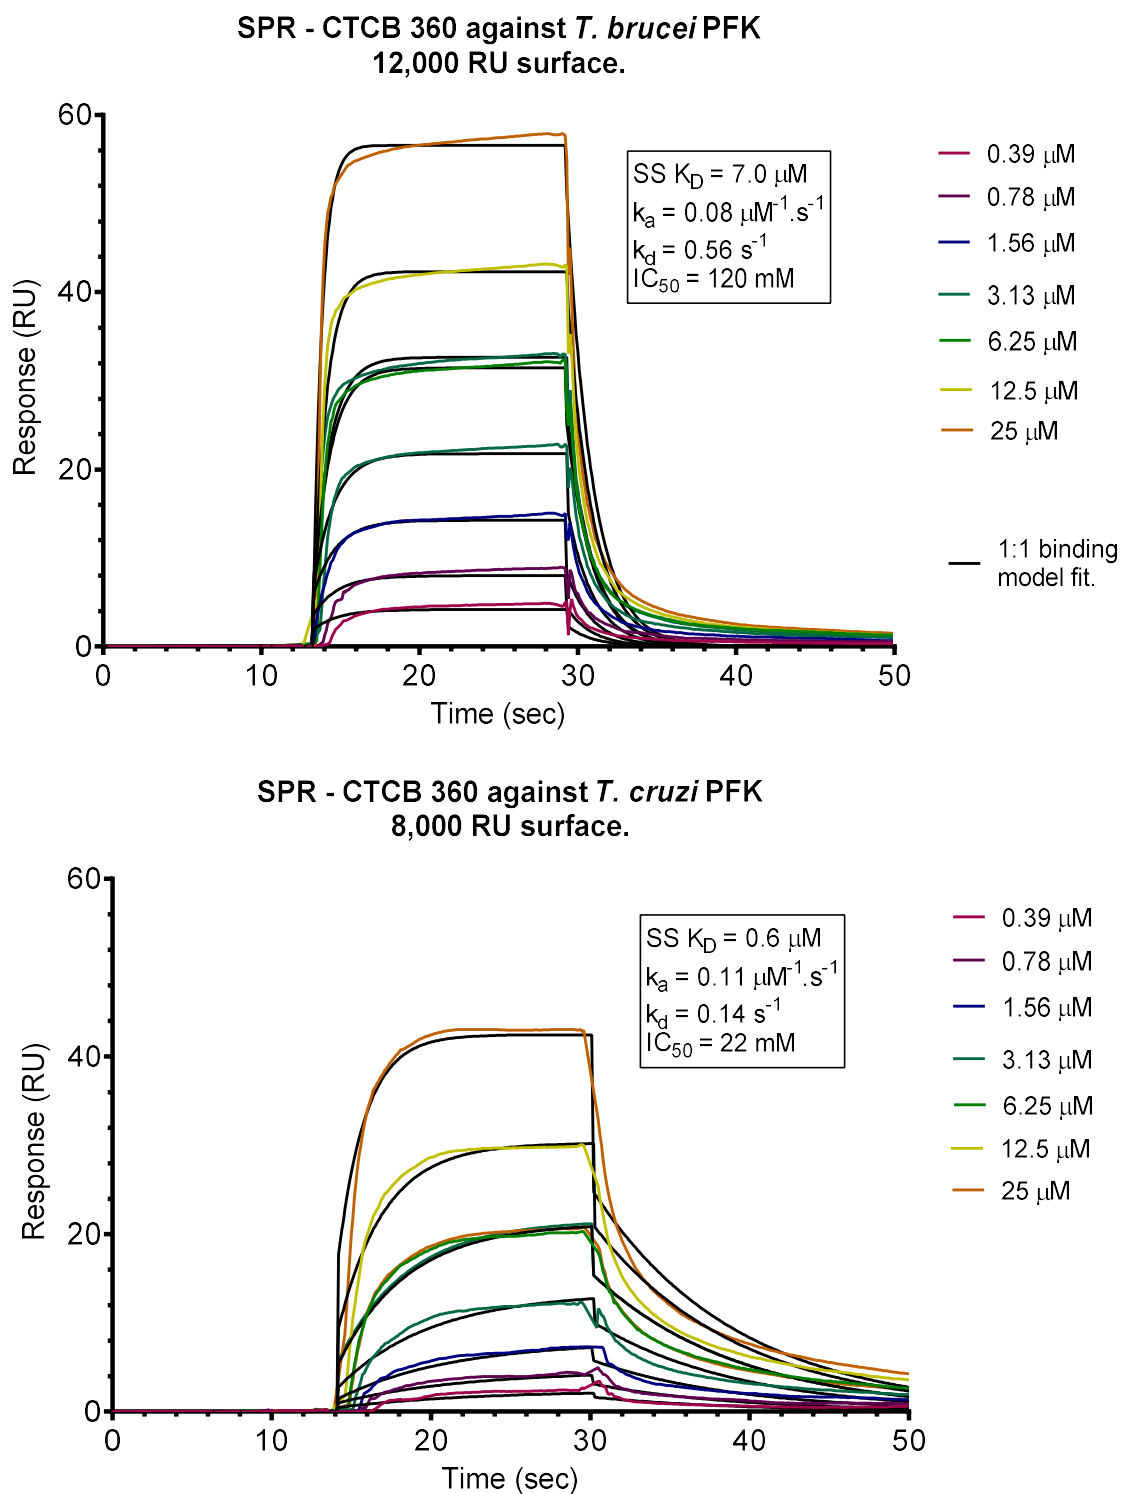 SPR - CTCB 360 against T. brucei PFK
12,000 RU surface.
60
40
20
0
Response (RU)
0 10 20 30 40 50
Time (sec)
SS KD = 7.0 μM
ka = 0.08 μM-1.s-1
kd = 0.56 s-1
IC50 = 120 mM
0.39 μM
0.78 μM
1.56 μM
3.13 μM
6.25 μM
12.5 μM
25 μM
1:1 binding
model fit.
SPR - CTCB 360 against T. cruzi PFK
8,000 RU surface.
60
40
20
0
Response (RU)
0 10 20 30 40 50
Time (sec)
SS KD = 0.6 μM
ka = 0.11 μM-1.s-1
kd = 0.14 s-1
IC50 = 22 mM
0.39 μM
0.78 μM
1.56 μM
3.13 μM
6.25 μM
12.5 μM
25 μM